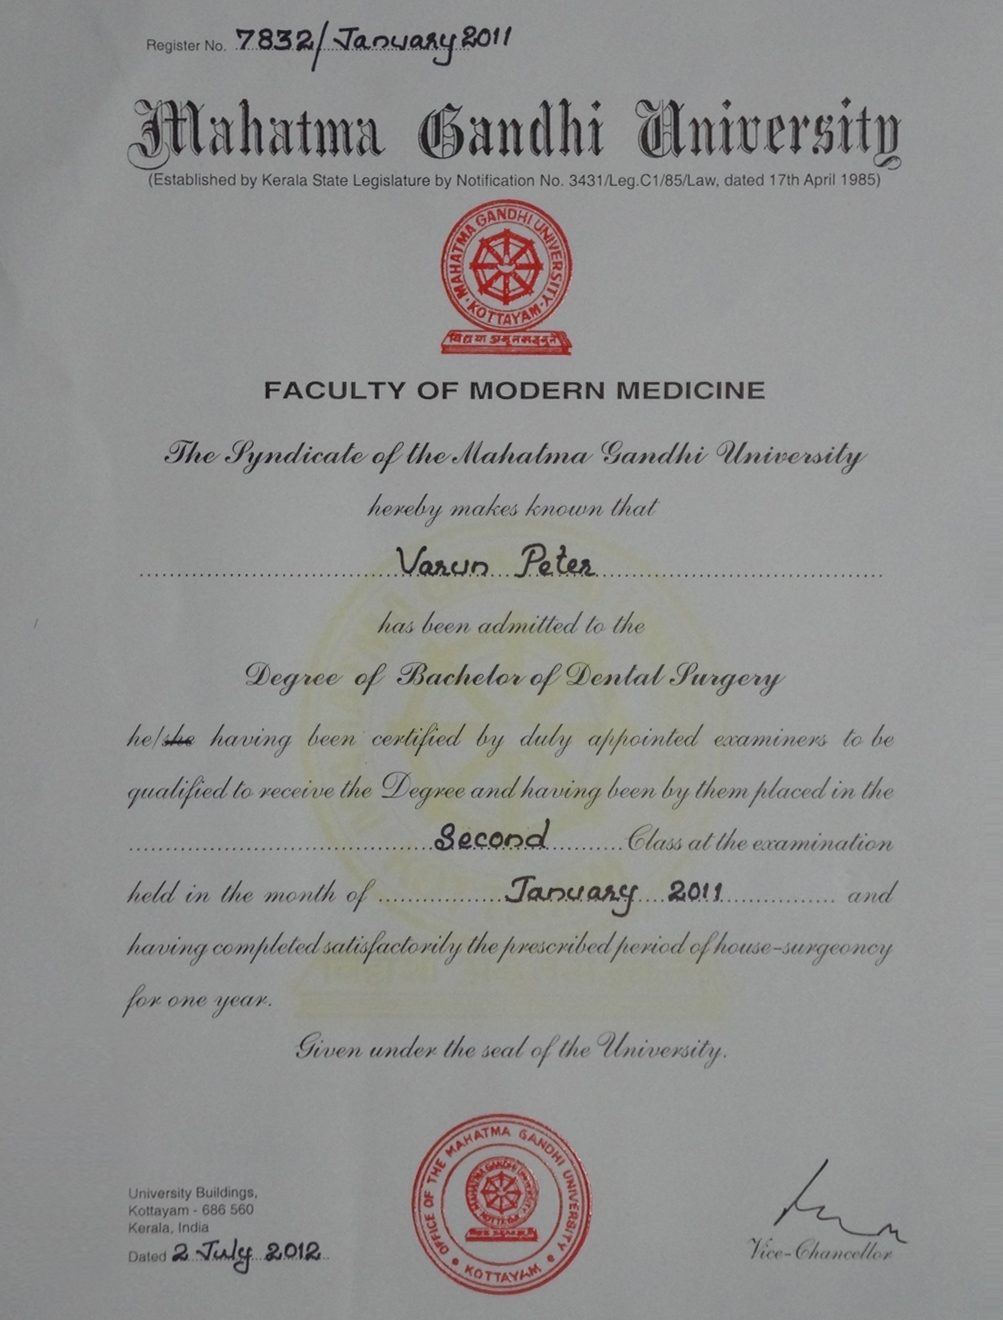 Register No. 7832/January 2011
Mahatma Gandhi University
(Established by Kerala State Legislature by Notification No. 3431/Leg.C1/85/Law, dated 17th April 1985)
MAHATMA GANDHI UNIVERSITY
KOTTAYAM
FACULTY OF MODERN MEDICINE
The Syndicate of the Mahatma Gandhi University
hereby makes known that
Varun Peter
has been admitted to the
Degree of Bachelor of Dental Surgery
he/she having been certified by duly appointed examiners to be
qualified to receive the Degree and having been by them placed in the
Second Class at the examination
held in the month of January 2011 and
having completed satisfactorily the prescribed period of house-surgeoncy
for one year.
Given under the seal of the University.
OFFICE OF THE MAHATMA GANDHI UNIVERSITY
KOTTAYAM
University Buildings,
Kottayam - 686 560
Kerala, India
Dated 2 July 2012
Vice-Chancellor